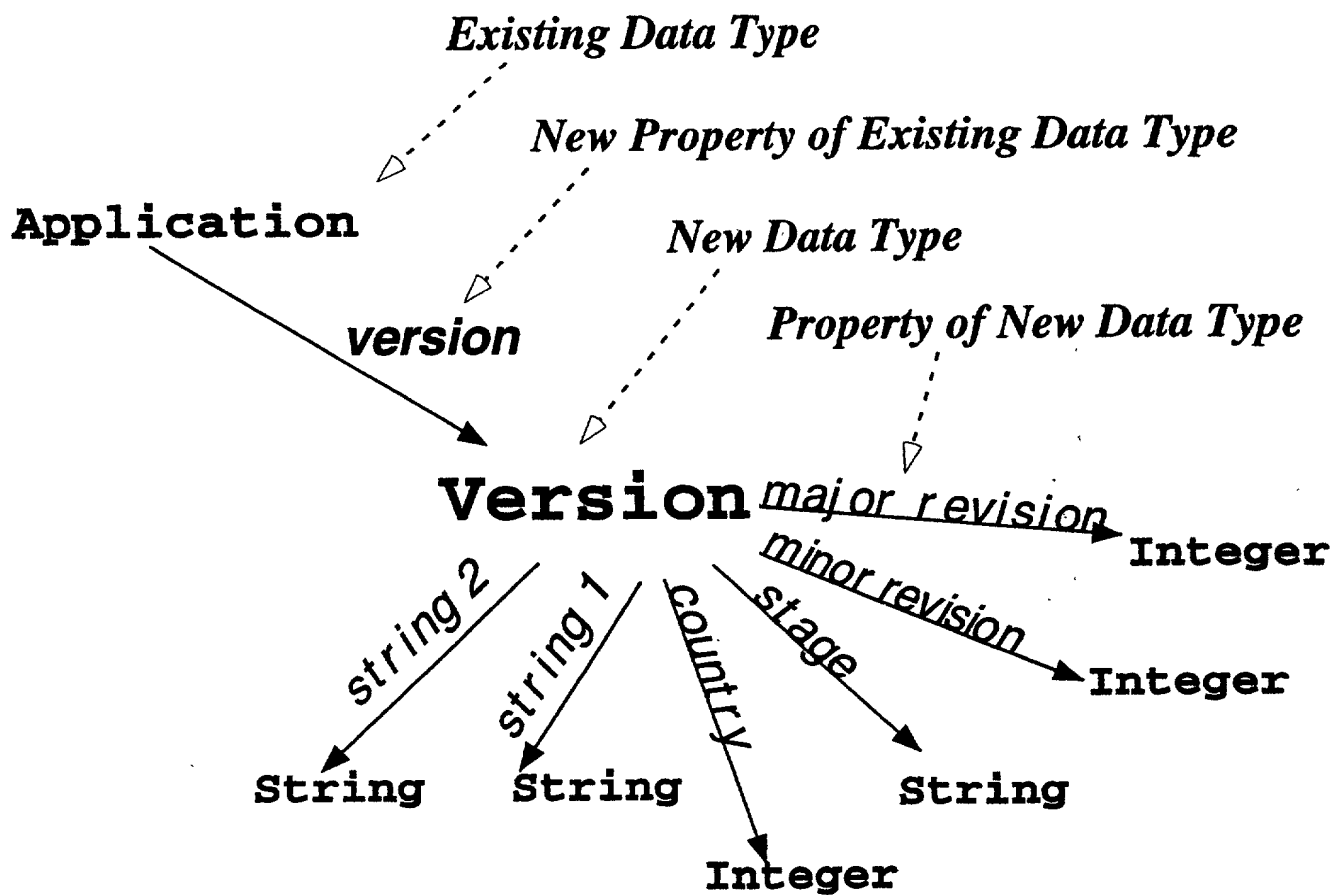 Existing Data Type
New Property of Existing Data Type
Application
New Data Type
version
Property of New Data Type
Version
major revision
Integer
minor revision
Integer
stage
String
country
Integer
string 1
String
string 2
String